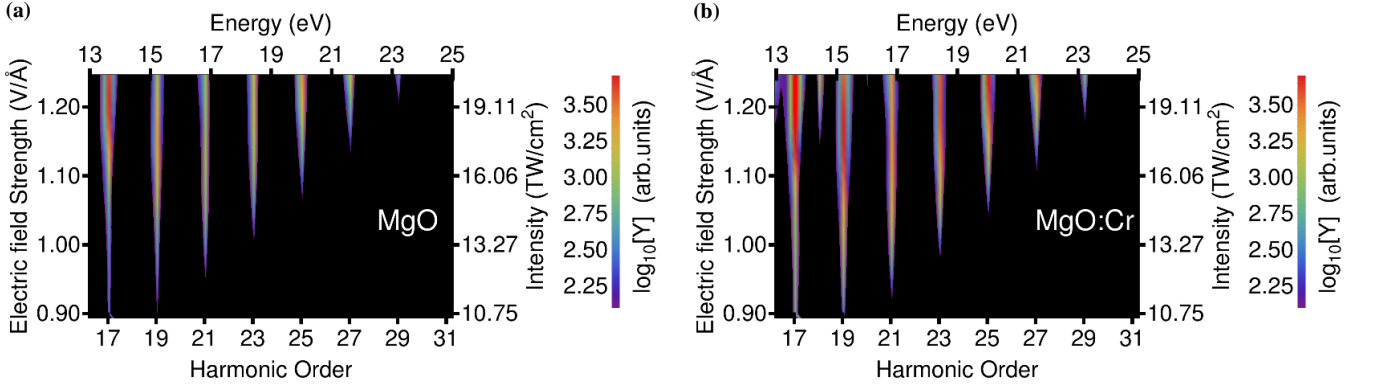 (a)
Energy (eV)
13 15 17 19 21 23 25
Electric field Strength (V/Å)
1.20
1.10
1.00
0.90
MgO
19.11
16.06
13.27
10.75
Intensity (TW/cm²)
3.50
3.25
3.00
2.75
2.50
2.25
log₁₀[Y] (arb.units)
17 19 21 23 25 27 29 31
Harmonic Order
(b)
Energy (eV)
13 15 17 19 21 23 25
Electric field Strength (V/Å)
1.20
1.10
1.00
0.90
MgO:Cr
19.11
16.06
13.27
10.75
Intensity (TW/cm²)
3.50
3.25
3.00
2.75
2.50
2.25
log₁₀[Y] (arb.units)
17 19 21 23 25 27 29 31
Harmonic Order